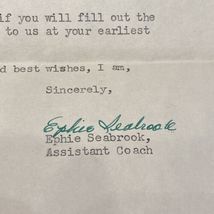 if you will fill out the
to us at your earliest
d best wishes, I am,
Sincerely,
Ephie Seabrook
Ephie Seabrook,
Assistant Coach